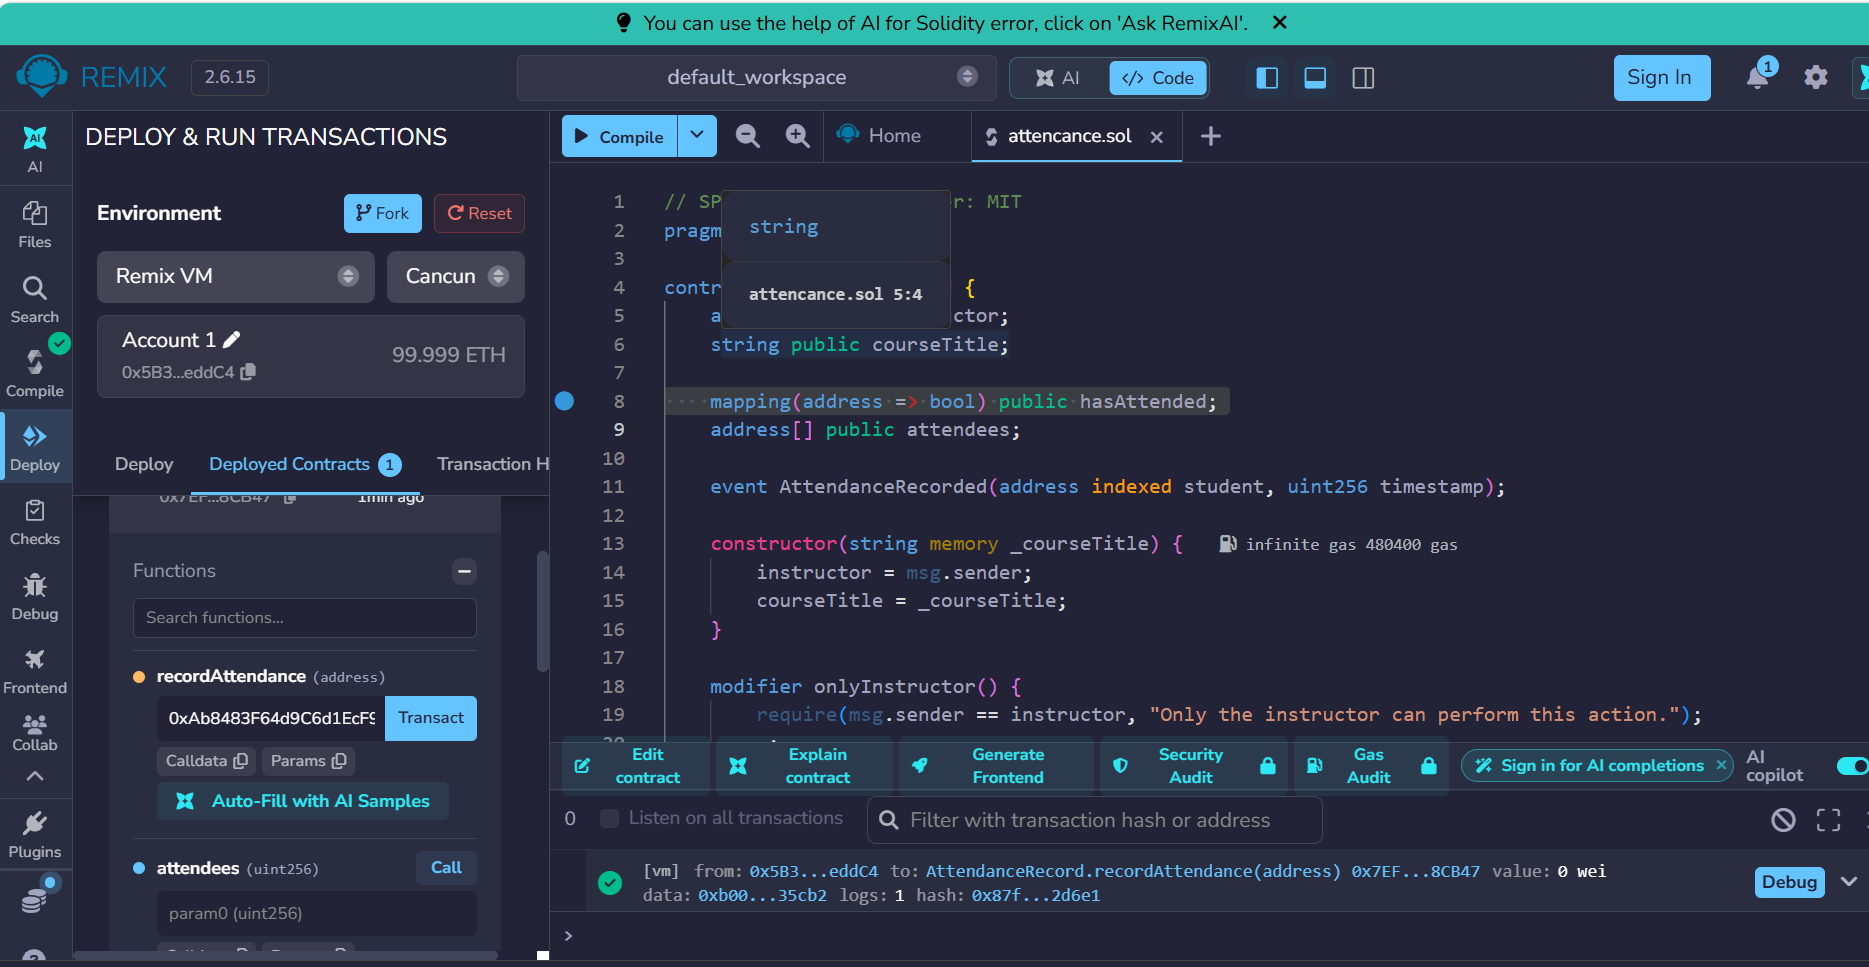 You can use the help of AI for Solidity error, click on 'Ask RemixAI'. ✕
REMIX 2.6.15 default_workspace AI </> Code Sign In 1
DEPLOY & RUN TRANSACTIONS
AI
Files
Search
Compile
Deploy
Checks
Debug
Frontend
Collab
Plugins
Environment Fork Reset
Remix VM Cancun
Account 1 99.999 ETH
0x5B3...eddC4
Deploy Deployed Contracts 1 Transaction H
0x7EF...8CB47 1min ago
Functions
Search functions...
recordAttendance (address)
0xAb8483F64d9C6d1EcF9 Transact
Calldata Params
Auto-Fill with AI Samples
attendees (uint256) Call
param0 (uint256)
Compile Home attencance.sol ✕ +
1 // SP r: MIT
2 pragm
3
4 contr {
5 a ctor;
string
attencance.sol 5:4
6 string public courseTitle;
7
8 ····mapping(address·=>·bool)·public·hasAttended;
9 address[] public attendees;
10
11 event AttendanceRecorded(address indexed student, uint256 timestamp);
12
13 constructor(string memory _courseTitle) { infinite gas 480400 gas
14 instructor = msg.sender;
15 courseTitle = _courseTitle;
16 }
17
18 modifier onlyInstructor() {
19 require(msg.sender == instructor, "Only the instructor can perform this action.");
Edit contract
Explain contract
Generate Frontend
Security Audit
Gas Audit
Sign in for AI completions ✕
AI copilot
0 Listen on all transactions Filter with transaction hash or address
[vm] from: 0x5B3...eddC4 to: AttendanceRecord.recordAttendance(address) 0x7EF...8CB47 value: 0 wei
data: 0xb00...35cb2 logs: 1 hash: 0x87f...2d6e1
Debug
>